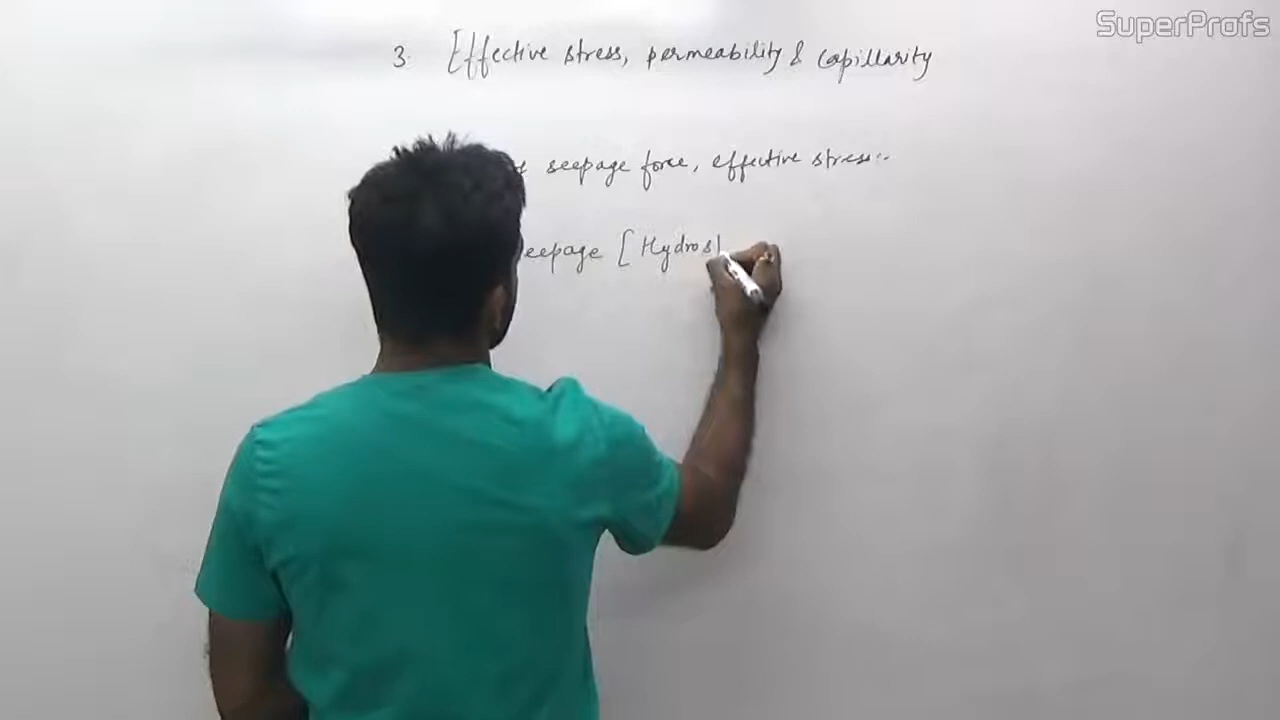 SuperProfs
3. Effective stress, permeability & capillarity
seepage force, effective stress:-
eepage [Hydros